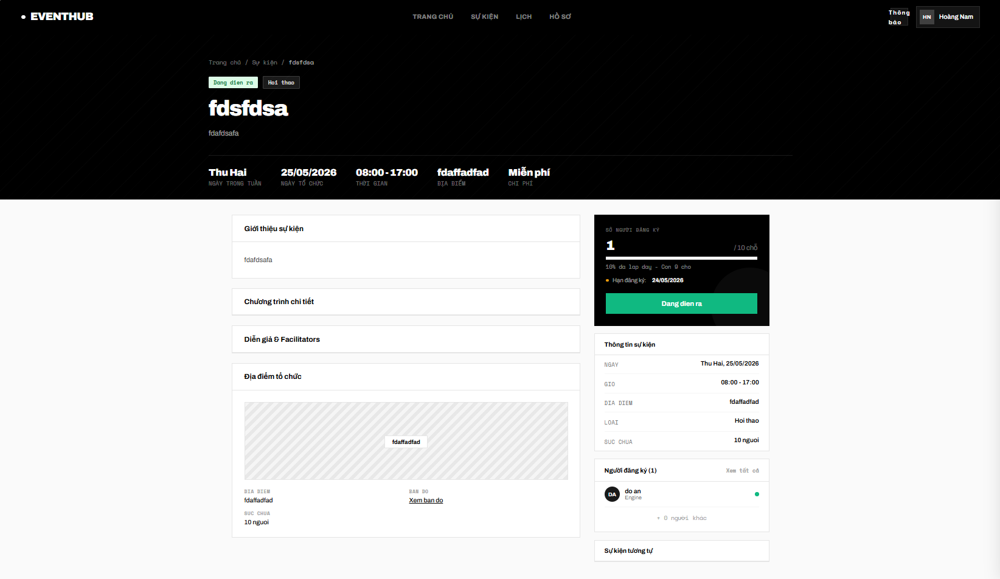 EVENTHUB
TRANG CHỦ
SỰ KIỆN
LỊCH
HỒ SƠ
Thông
báo
HN
Hoàng Nam
Trang chủ / Sự kiện / fdsfdsa
Dang dien ra
Hoi thao
fdsfdsa
fdafdsafa
Thu Hai
25/05/2026
08:00 - 17:00
fdaffadfad
Miễn phí
NGÀY TRONG TUẦN
NGÀY TỔ CHỨC
THỜI GIAN
ĐỊA ĐIỂM
CHI PHÍ
Giới thiệu sự kiện
fdafdsafa
Chương trình chi tiết
Diễn giả & Facilitators
Địa điểm tổ chức
fdaffadfad
DIA DIEM
fdaffadfad
BAN DO
Xem ban do
SUC CHUA
10 nguoi
SỐ NGƯỜI ĐĂNG KÝ
1
/ 10 chỗ
10% da lap day - Con 9 cho
Hạn đăng ký: 24/05/2026
Dang dien ra
Thông tin sự kiện
NGAY
Thu Hai, 25/05/2026
GIO
08:00 - 17:00
DIA DIEM
fdaffadfad
LOAI
Hoi thao
SUC CHUA
10 nguoi
Người đăng ký (1)
Xem tất cả
DA
do an
Engine
+ 0 người khác
Sự kiện tương tự